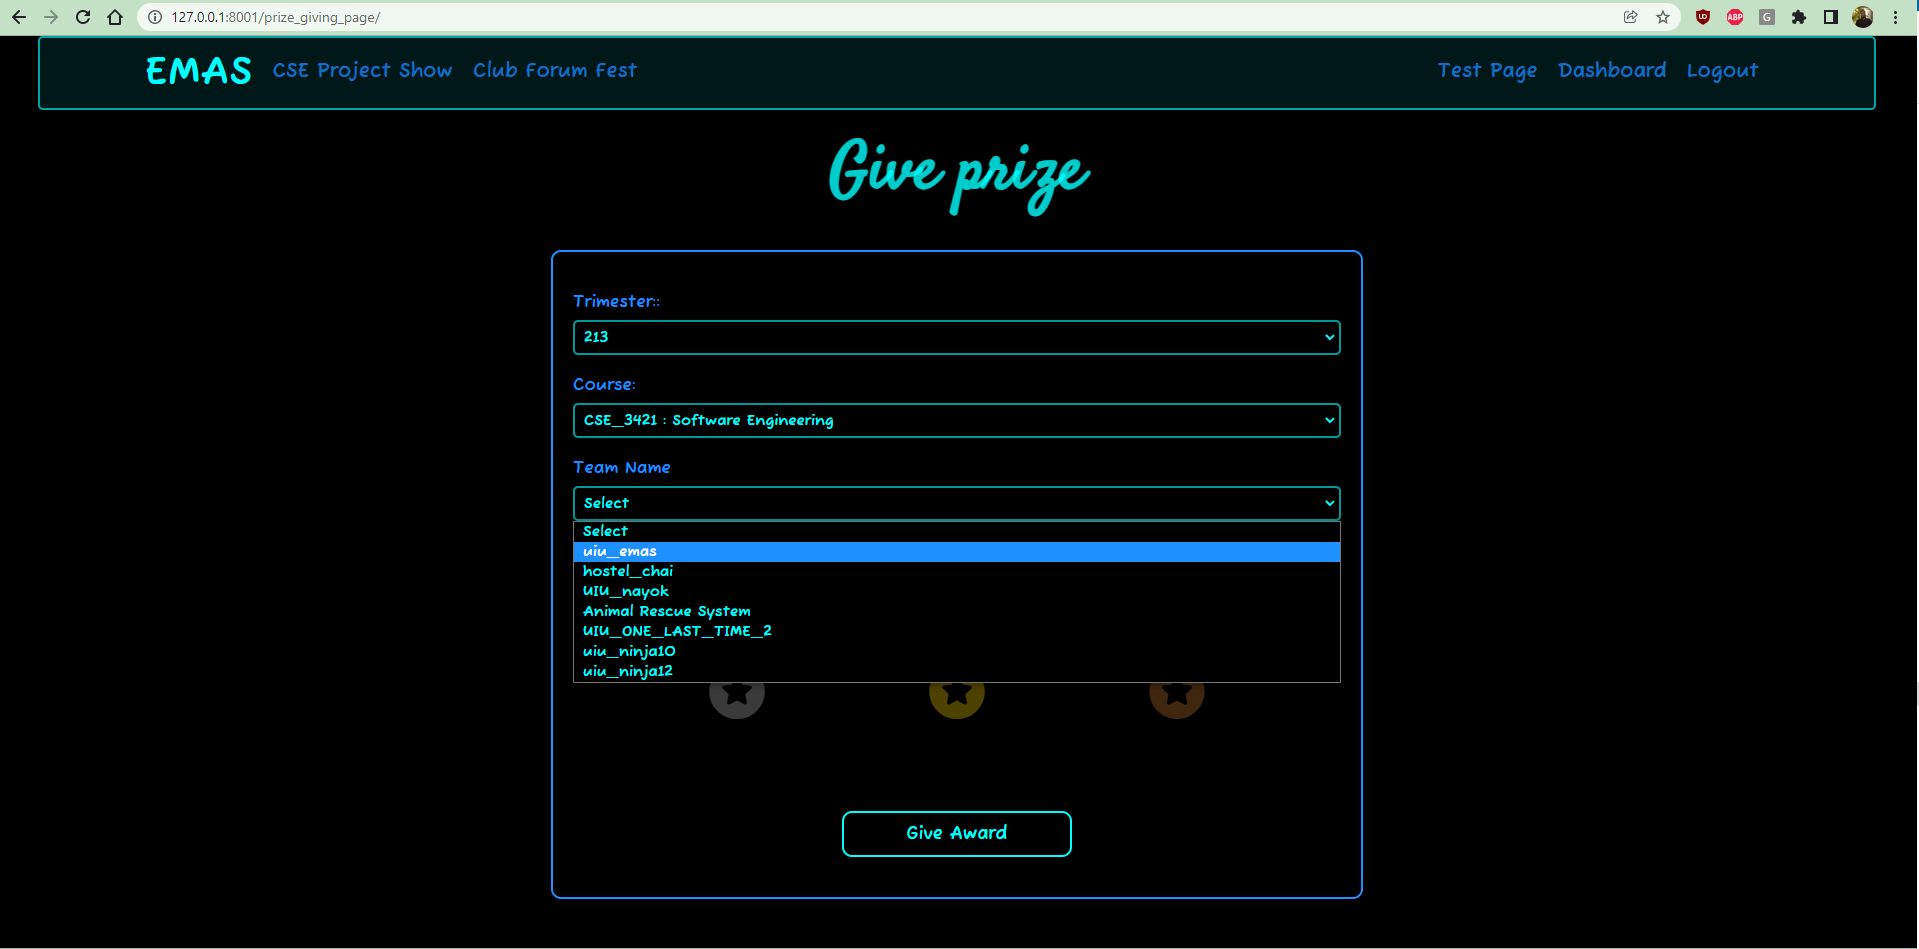 127.0.0.1:8001/prize_giving_page/
EMAS CSE Project Show Club Forum Fest Test Page Dashboard Logout
Give prize
Trimester::
213
Course:
CSE_3421 : Software Engineering
Team Name
Select
Select
uiu_emas
hostel_chai
UIU_nayok
Animal Rescue System
UIU_ONE_LAST_TIME_2
uiu_ninja10
uiu_ninja12
Give Award
ABP
G